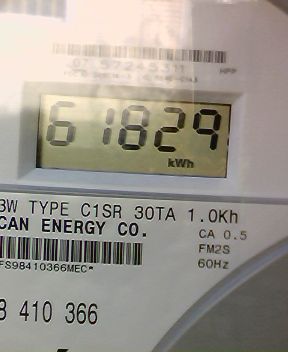 61829
kWh
3W TYPE C1SR 30TA 1.0Kh
CAN ENERGY CO.
CA 0.5
FM2S
60Hz
FS98410366MEC*
8 410 366